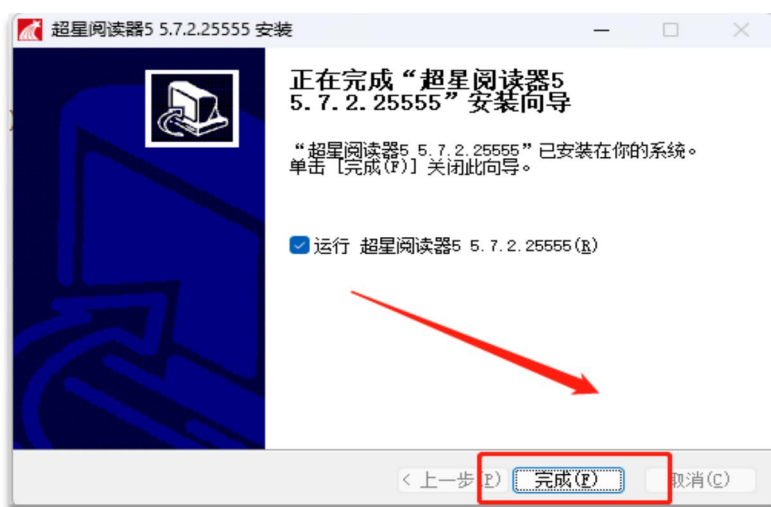 超星阅读器5 5.7.2.25555 安装
正在完成“超星阅读器5
5.7.2.25555”安装向导
“超星阅读器5 5.7.2.25555”已安装在你的系统。
单击 [完成(F)] 关闭此向导。
运行 超星阅读器5 5.7.2.25555(R)
< 上一步(P) 完成(F) 取消(C)